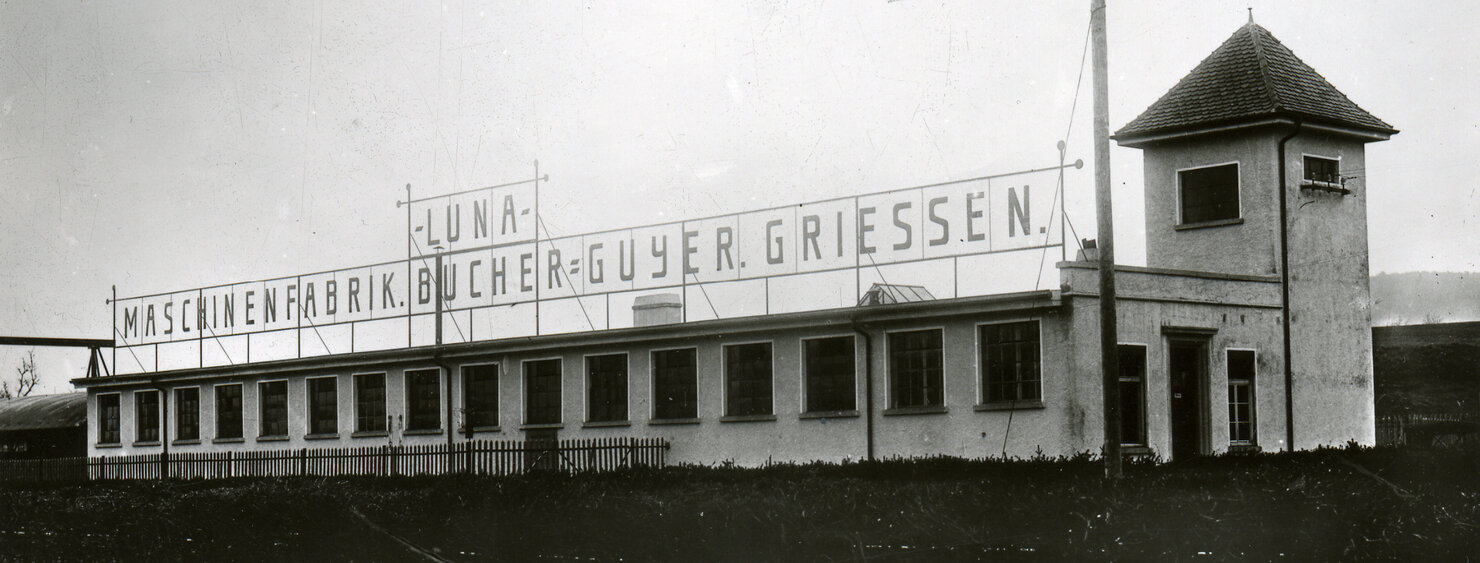 -LUNA-
MASCHINENFABRIK. BUCHER=GUYER. GRIESSEN.